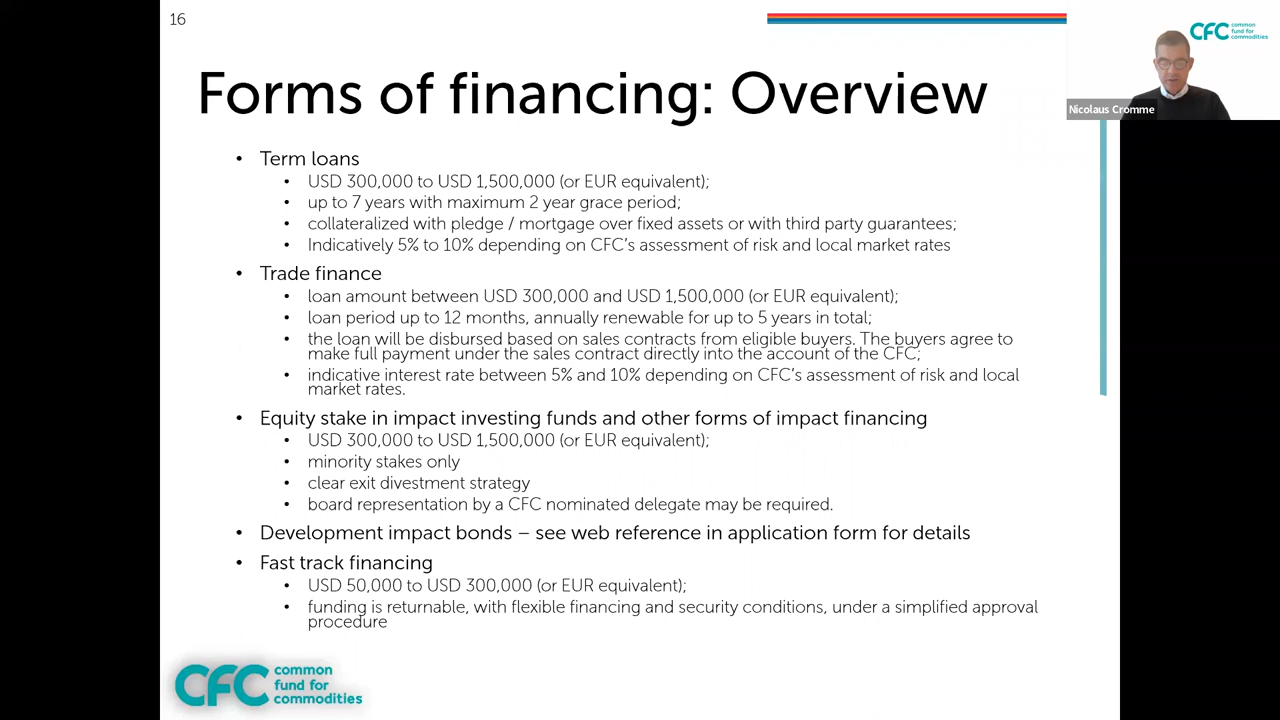 16
CFC common
fund for
commodities
Nicolaus Cromme
Forms of financing: Overview
• Term loans
• USD 300,000 to USD 1,500,000 (or EUR equivalent);
• up to 7 years with maximum 2 year grace period;
• collateralized with pledge / mortgage over fixed assets or with third party guarantees;
• Indicatively 5% to 10% depending on CFC's assessment of risk and local market rates
• Trade finance
• loan amount between USD 300,000 and USD 1,500,000 (or EUR equivalent);
• loan period up to 12 months, annually renewable for up to 5 years in total;
• the loan will be disbursed based on sales contracts from eligible buyers. The buyers agree to
make full payment under the sales contract directly into the account of the CFC;
• indicative interest rate between 5% and 10% depending on CFC's assessment of risk and local
market rates.
• Equity stake in impact investing funds and other forms of impact financing
• USD 300,000 to USD 1,500,000 (or EUR equivalent);
• minority stakes only
• clear exit divestment strategy
• board representation by a CFC nominated delegate may be required.
• Development impact bonds – see web reference in application form for details
• Fast track financing
• USD 50,000 to USD 300,000 (or EUR equivalent);
• funding is returnable, with flexible financing and security conditions, under a simplified approval
procedure
CFC common
fund for
commodities